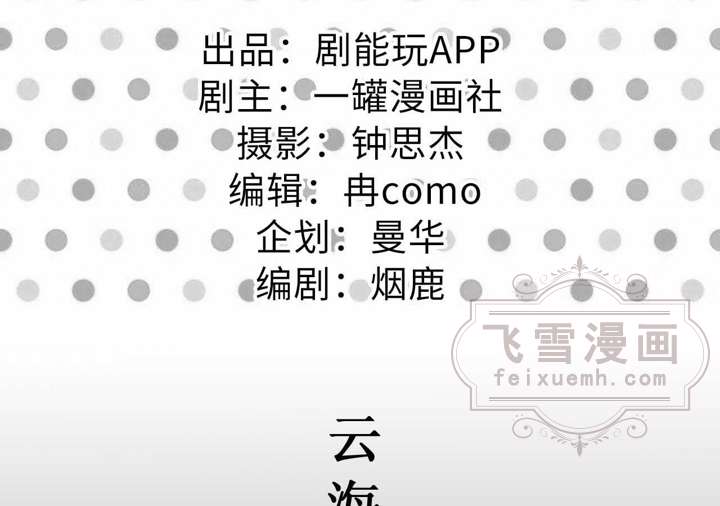 出品：剧能玩APP
剧主：一罐漫画社
摄影：钟思杰
编辑：冉como
企划：曼华
编剧：烟鹿
飞雪漫画
feixuemh.com
云
海